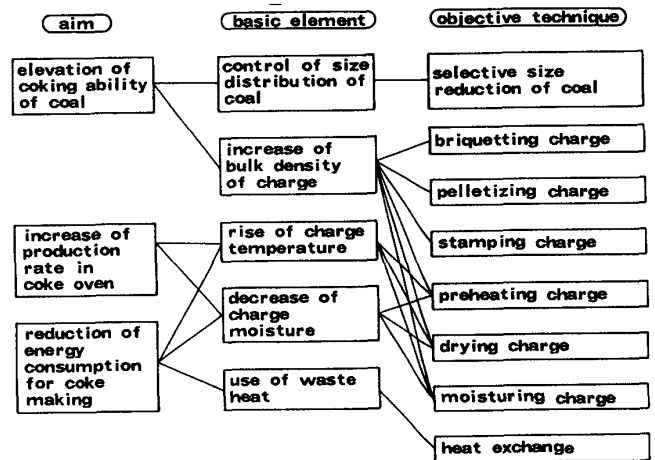 aim
basic element
objective technique
elevation of
coking ability
of coal
control of size
distribution of
coal
selective size
reduction of coal
increase of
bulk density
of charge
briquetting charge
pelletizing charge
stamping charge
increase of
production
rate in
coke oven
rise of charge
temperature
preheating charge
reduction of
energy
consumption
for coke
making
decrease of
charge
moisture
drying charge
use of waste
heat
moisturing charge
heat exchange